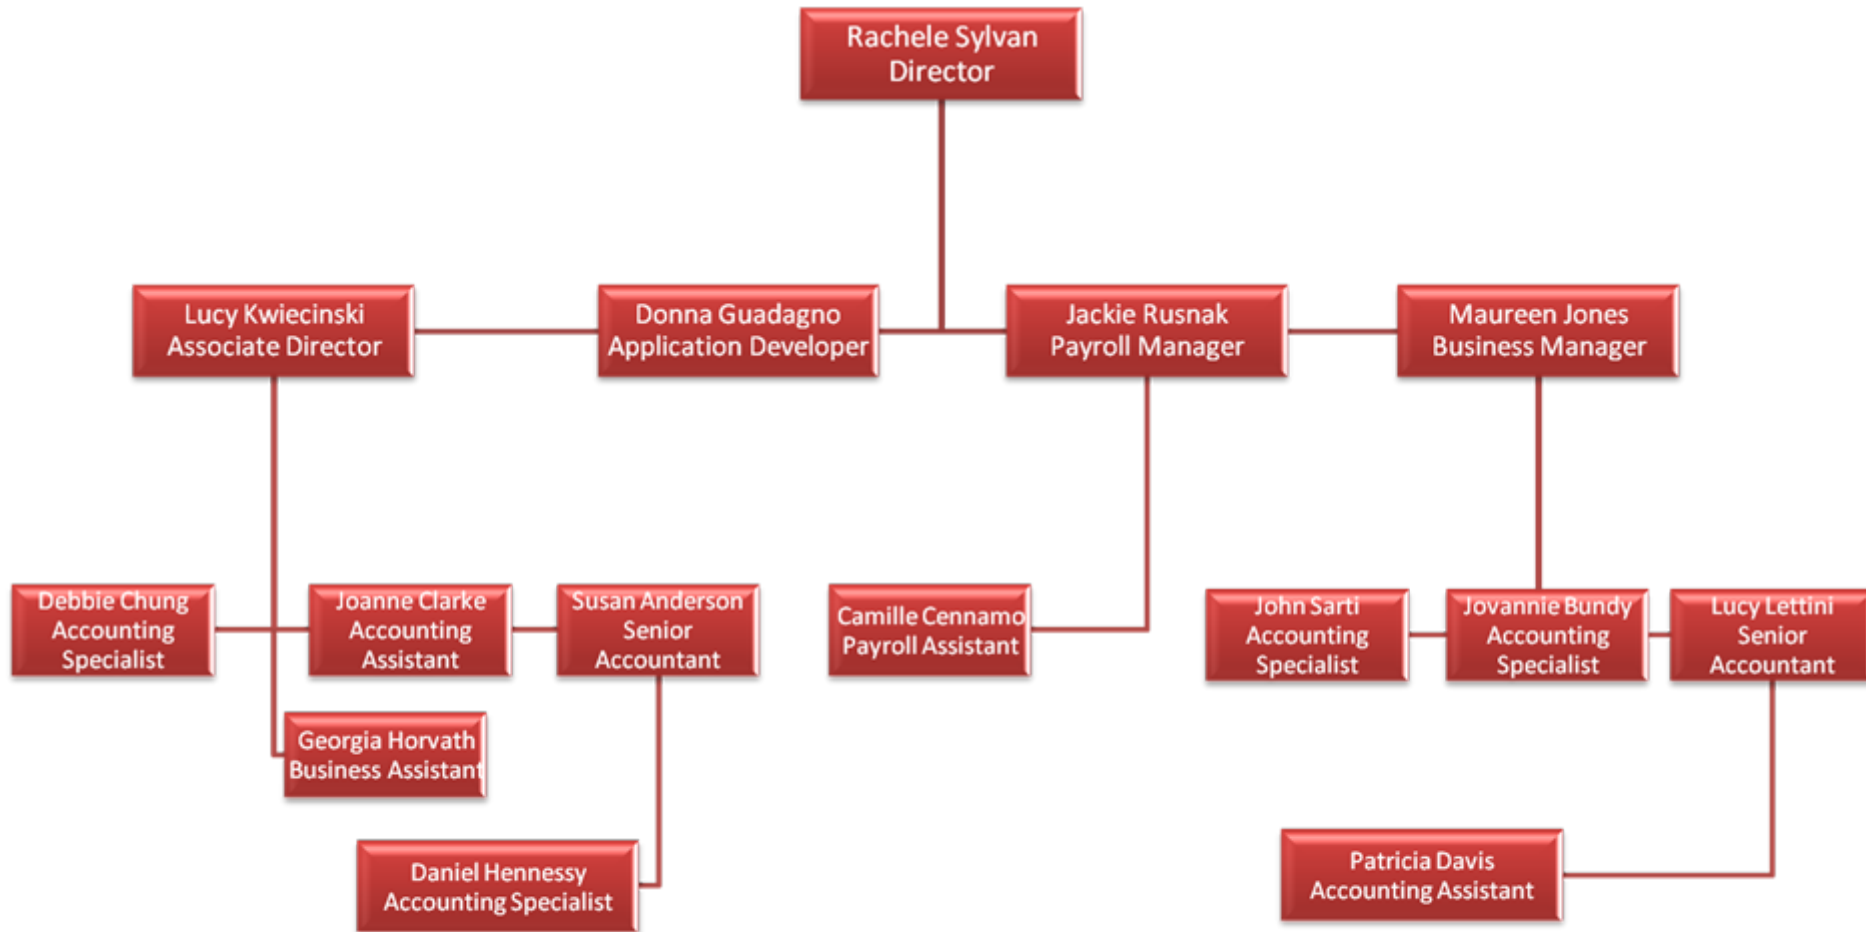 Rachele Sylvan
Director
Lucy Kwiecinski
Associate Director
Donna Guadagno
Application Developer
Jackie Rusnak
Payroll Manager
Maureen Jones
Business Manager
Debbie Chung
Accounting
Specialist
Joanne Clarke
Accounting
Assistant
Susan Anderson
Senior
Accountant
Camille Cennamo
Payroll Assistant
John Sarti
Accounting
Specialist
Jovannie Bundy
Accounting
Specialist
Lucy Lettini
Senior
Accountant
Georgia Horvath
Business Assistant
Daniel Hennessy
Accounting Specialist
Patricia Davis
Accounting Assistant